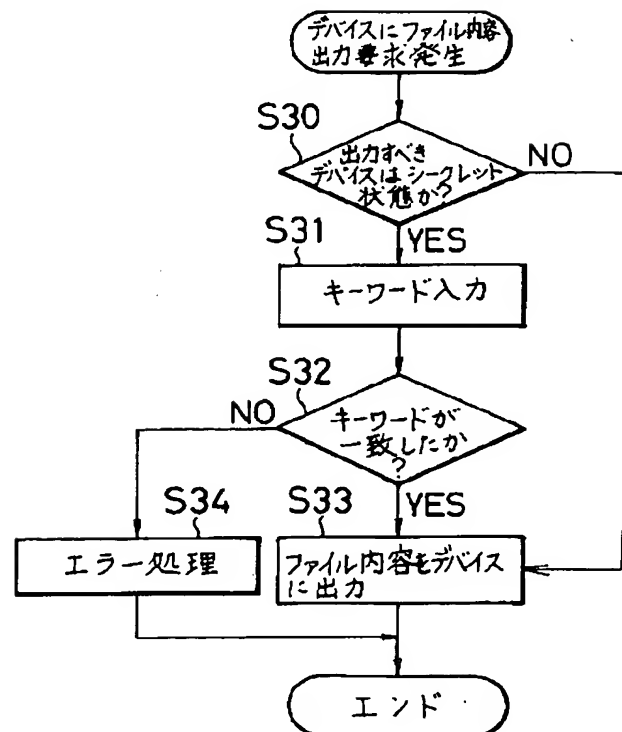 デバイスにファイル内容
出力要求発生
S30
出力すべき
デバイスはシークレット
状態か?
NO
YES
S31
キーワード入力
S32
キーワードが
一致したか
?
NO
YES
S34
エラー処理
S33
ファイル内容をデバイス
に出力
エンド